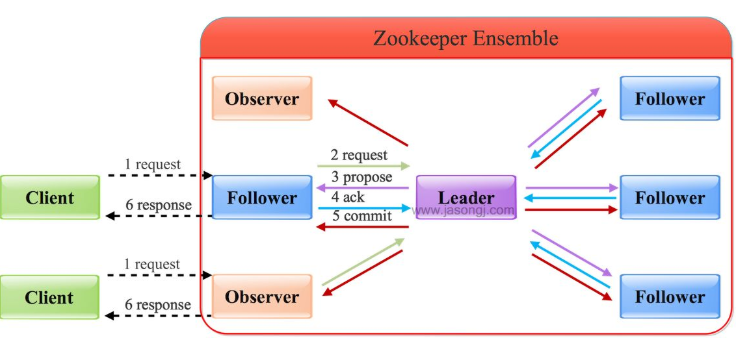 Zookeeper Ensemble
Observer
Follower
1 request
2 request
3 propose
Client
Follower
4 ack
Leader
Follower
6 response
5 commit
www.jasongj.com
1 request
Client
Observer
Follower
6 response